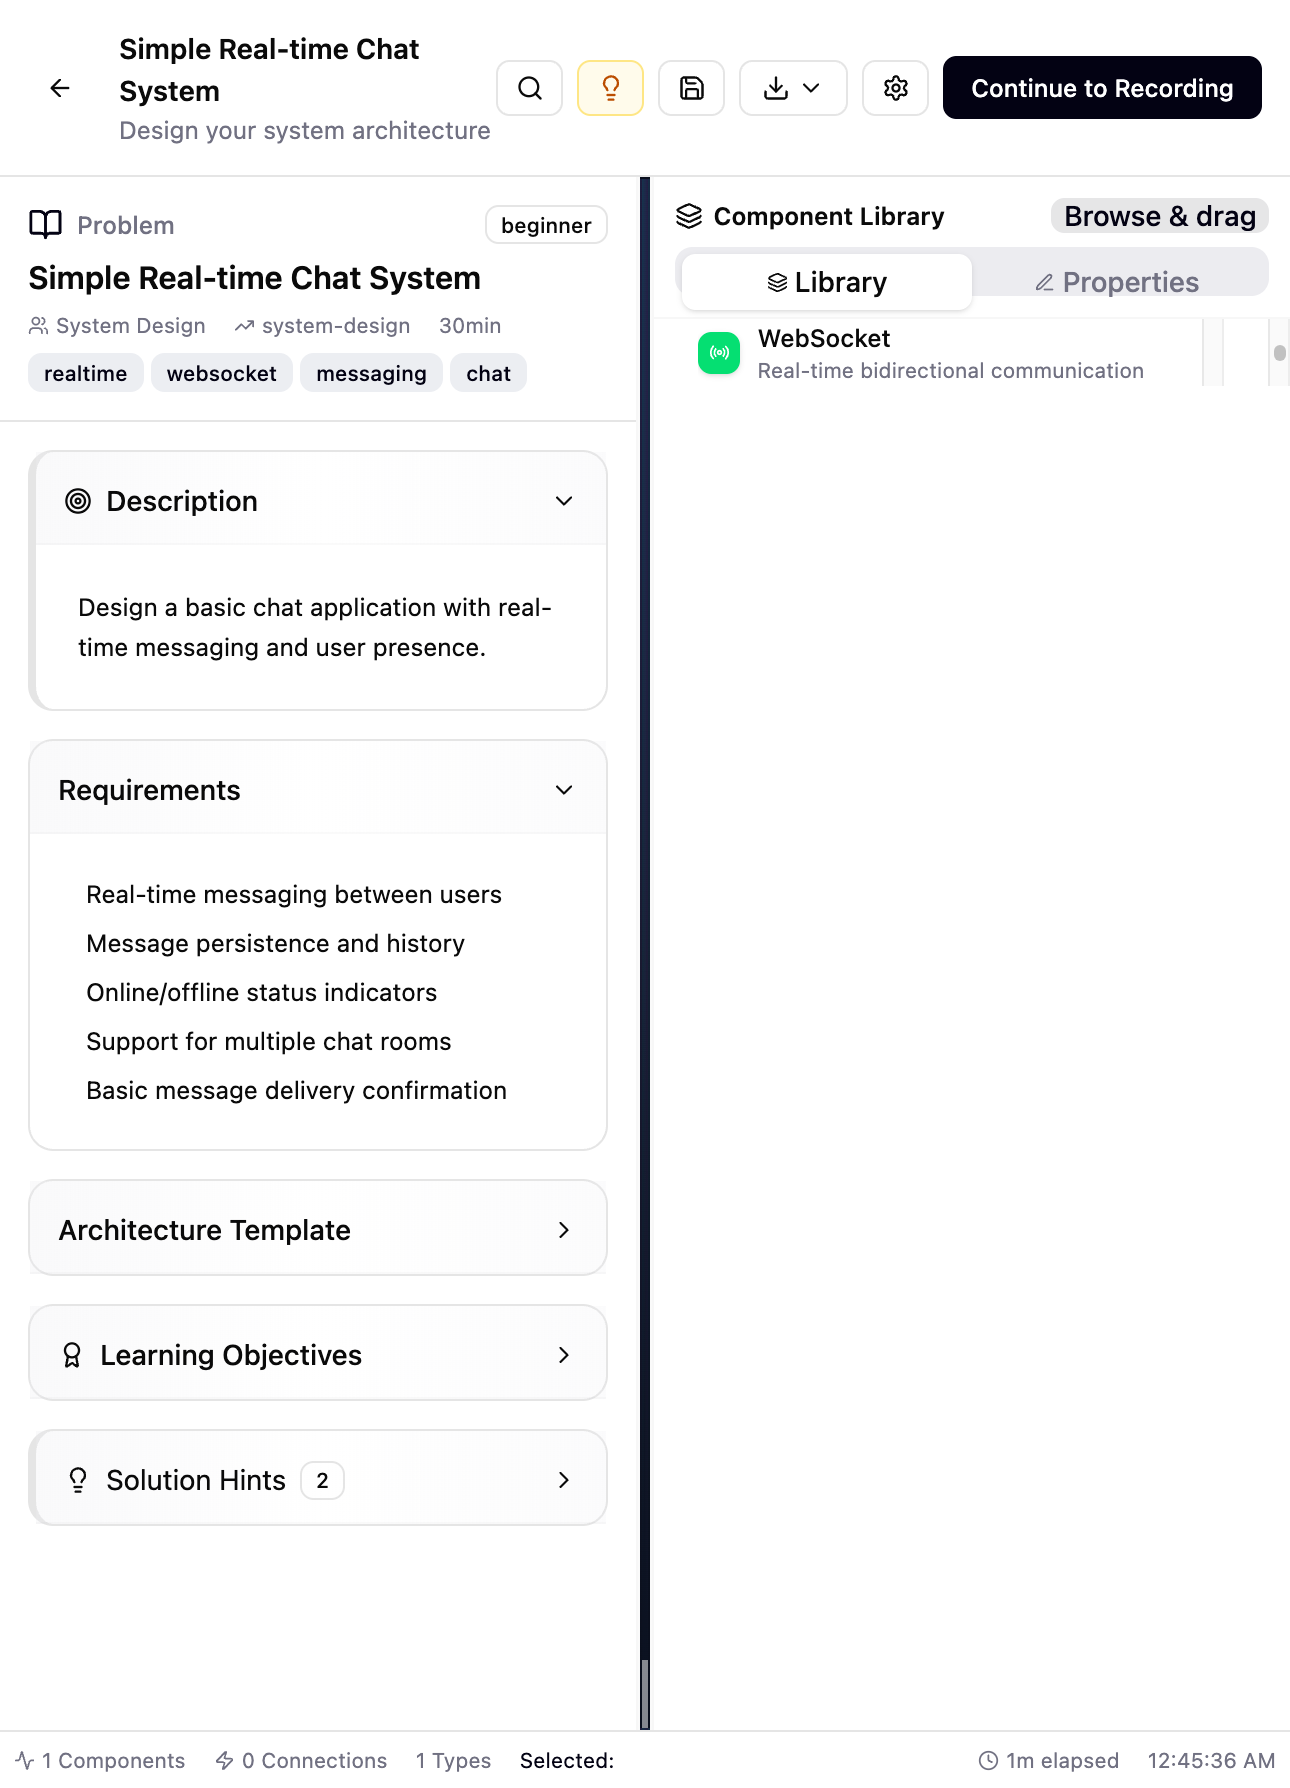 Simple Real-time Chat
System
Design your system architecture
Continue to Recording
Problem
beginner
Simple Real-time Chat System
System Design system-design 30min
realtime websocket messaging chat
Description
Design a basic chat application with real-
time messaging and user presence.
Requirements
Real-time messaging between users
Message persistence and history
Online/offline status indicators
Support for multiple chat rooms
Basic message delivery confirmation
Architecture Template
Learning Objectives
Solution Hints 2
Component Library Browse & drag
Library Properties
WebSocket
Real-time bidirectional communication
1 Components 0 Connections 1 Types Selected: 1m elapsed 12:45:36 AM